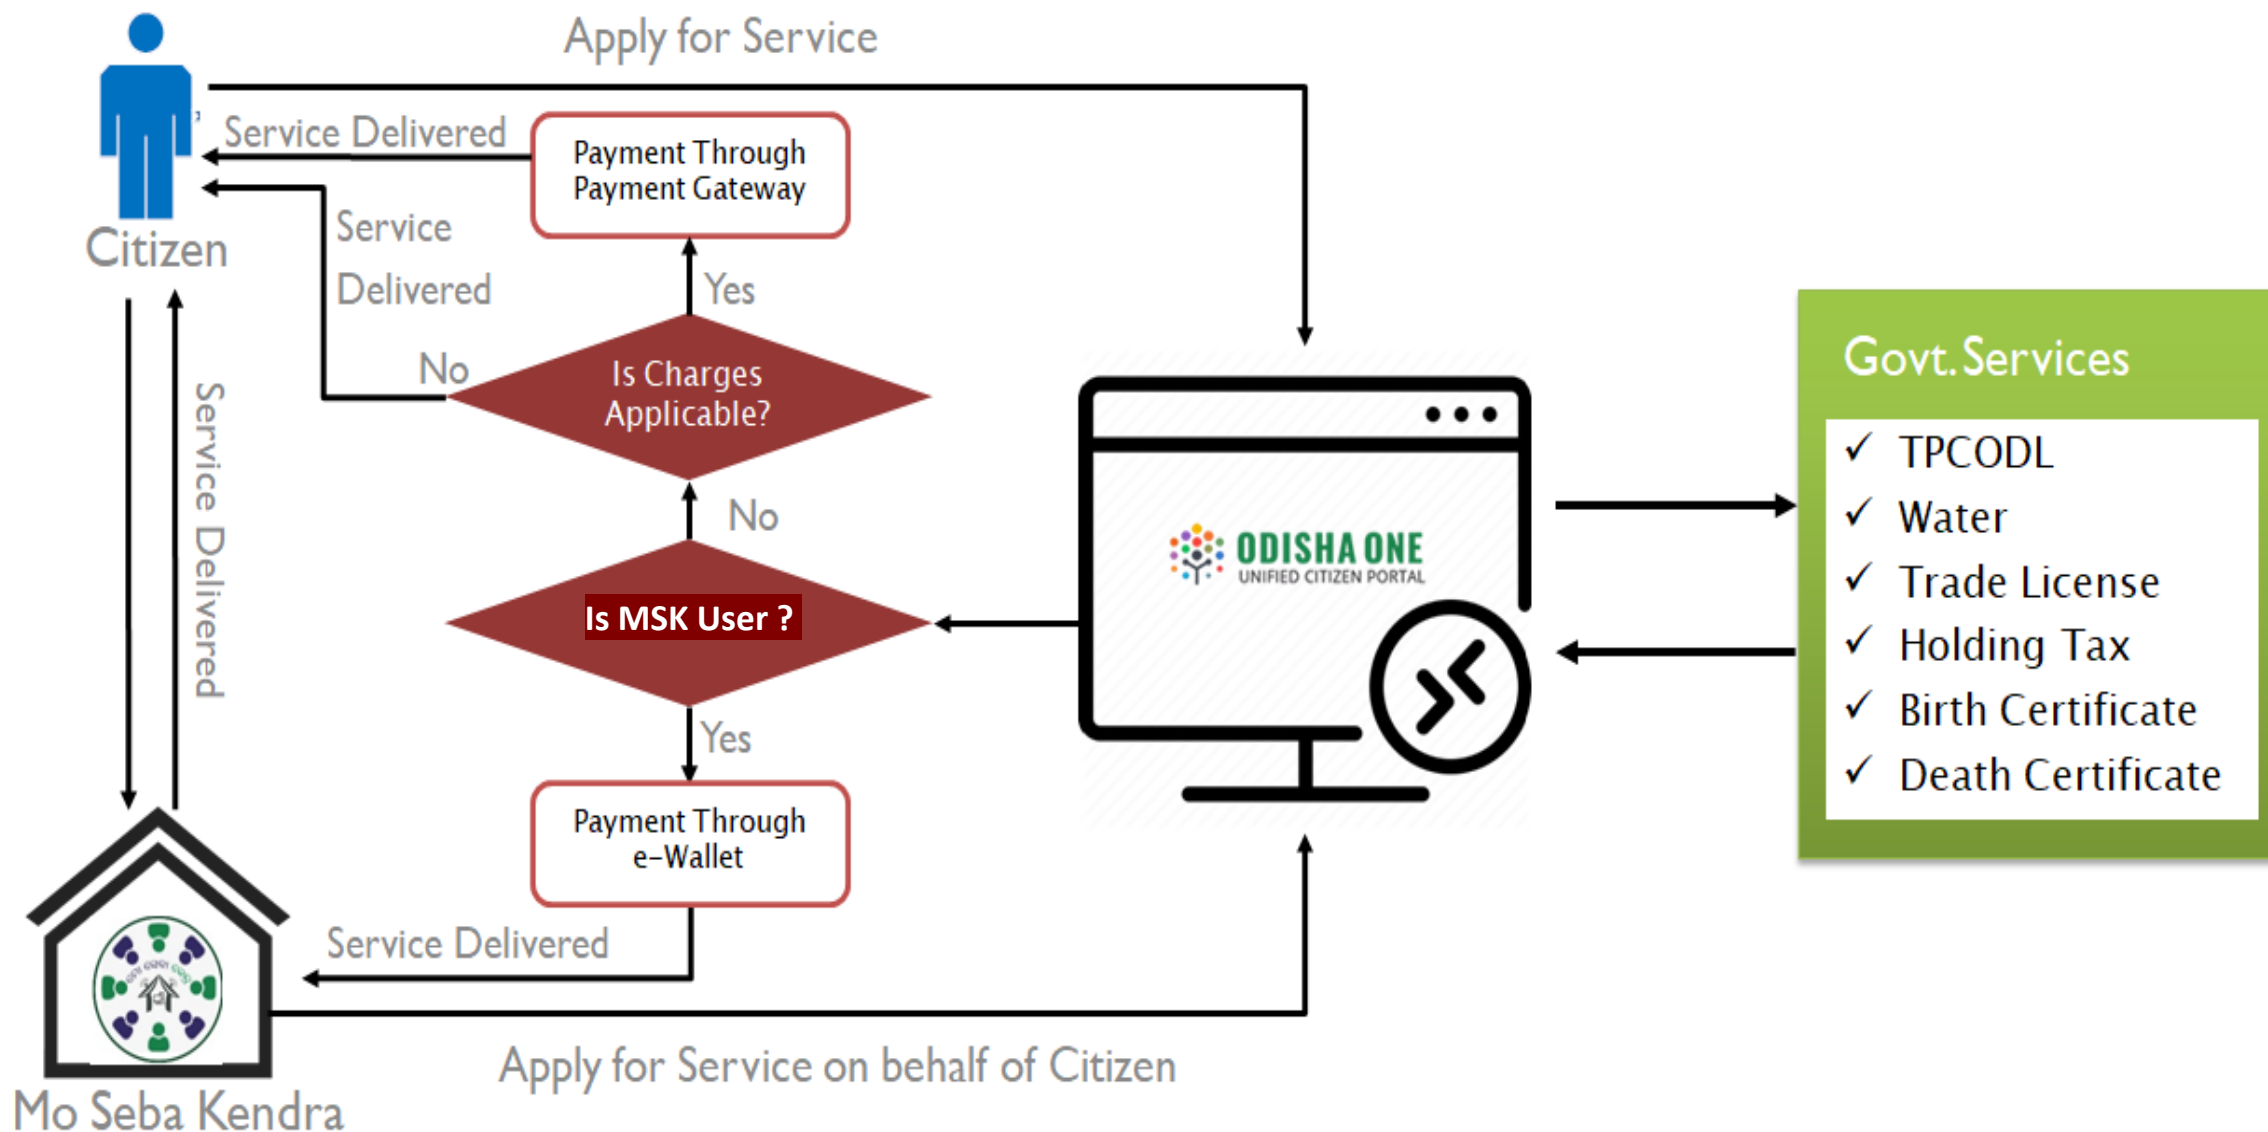 Apply for Service
Service Delivered
Payment Through
Payment Gateway
Citizen
Service
Delivered
Yes
No
Is Charges
Applicable?
Service Delivered
No
Is MSK User ?
Yes
Payment Through
e-Wallet
Service Delivered
Apply for Service on behalf of Citizen
Mo Seba Kendra
ODISHA ONE
UNIFIED CITIZEN PORTAL
Govt. Services
✓ TPCODL
✓ Water
✓ Trade License
✓ Holding Tax
✓ Birth Certificate
✓ Death Certificate